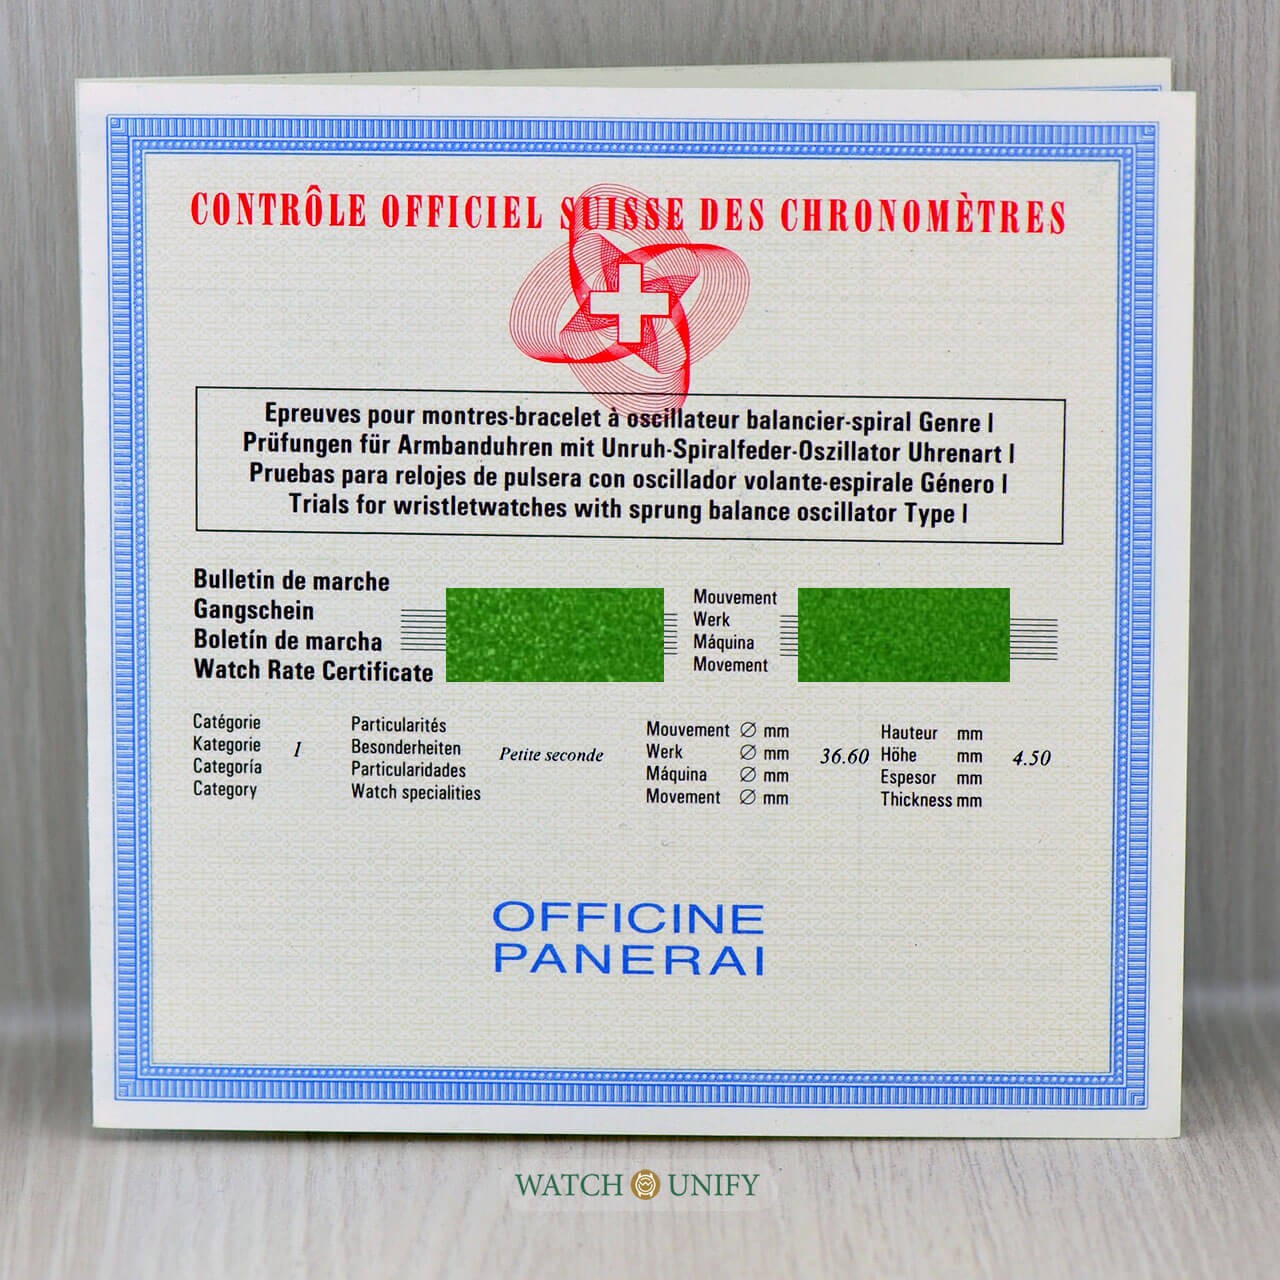 CONTRÔLE OFFICIEL SUISSE DES CHRONOMÈTRES
Epreuves pour montres-bracelet à oscillateur balancier-spiral Genre I
Prüfungen für Armbanduhren mit Unruh-Spiralfeder-Oszillator Uhrenart I
Pruebas para relojes de pulsera con oscillador volante-espirale Género I
Trials for wristletwatches with sprung balance oscillator Type I
Bulletin de marche
Gangschein
Boletín de marcha
Watch Rate Certificate
Mouvement
Werk
Máquina
Movement
Catégorie
Kategorie 1
Categoría
Category
Particularités
Besonderheiten
Particularidades
Watch specialities
Petite seconde
Mouvement ∅ mm
Werk ∅ mm
Máquina ∅ mm
Movement ∅ mm
36.60
Hauteur mm
Höhe mm
Espesor mm
Thickness mm
4.50
OFFICINE
PANERAI
WATCH UNIFY